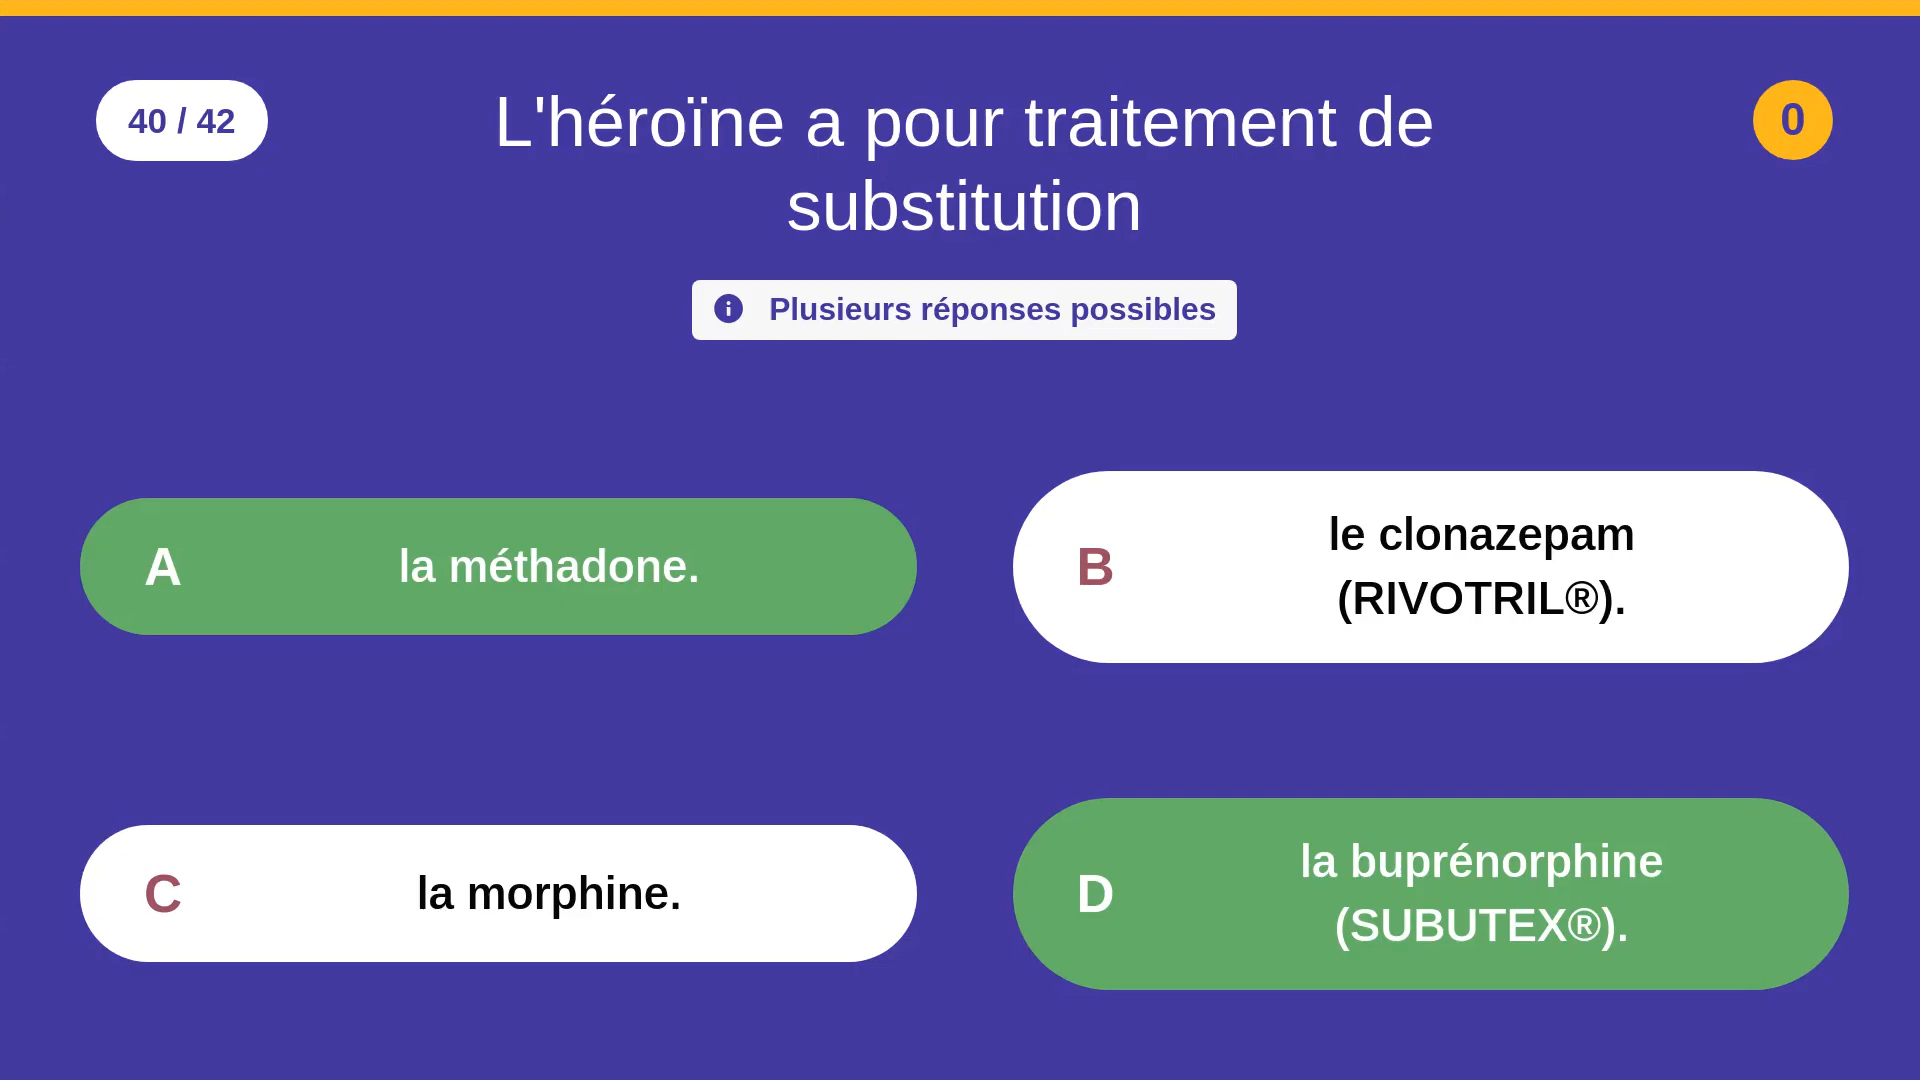 40 / 42
L'héroïne a pour traitement de
substitution
0
Plusieurs réponses possibles
A
la méthadone.
B
le clonazepam
(RIVOTRIL®).
C
la morphine.
D
la buprénorphine
(SUBUTEX®).